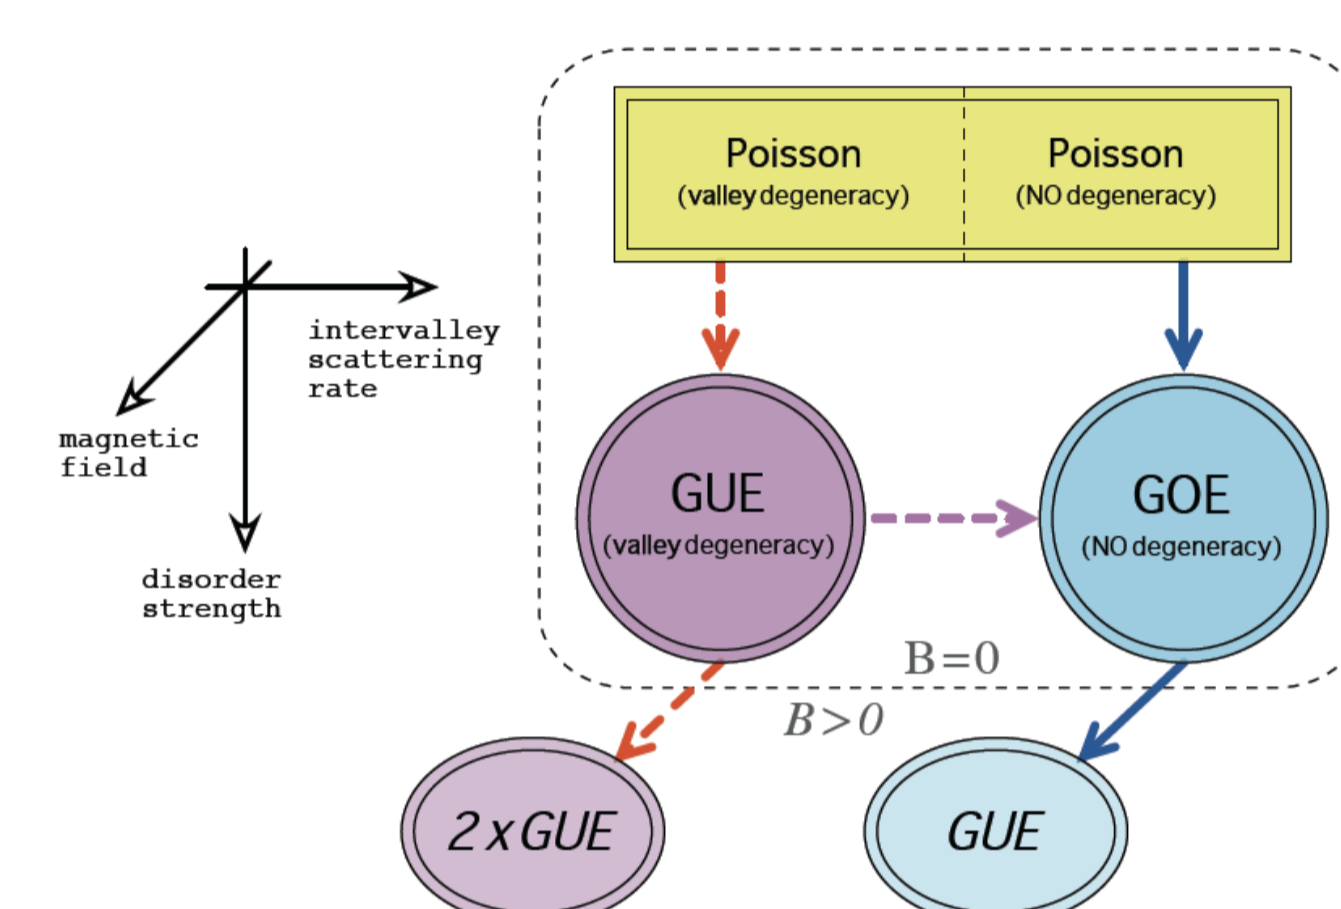 Poisson
(valley degeneracy)
Poisson
(NO degeneracy)
intervalley
scattering
rate
magnetic
field
disorder
strength
GUE
(valley degeneracy)
GOE
(NO degeneracy)
B=0
B>0
2 x GUE
GUE